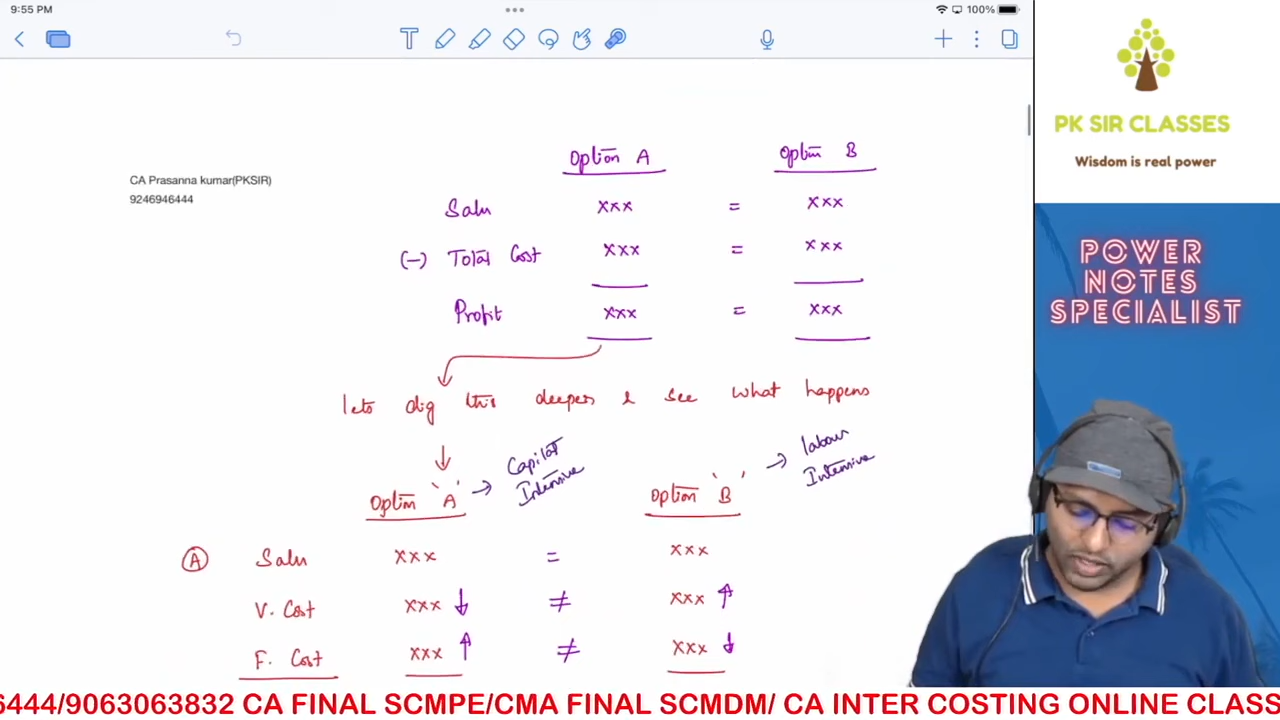 9:55 PM
100%
T
PK SIR CLASSES
Wisdom is real power
CA Prasanna kumar(PKSIR)
9246946444
Option A Option B
Sales xxx = xxx
(-) Total Cost xxx = xxx
Profit xxx = xxx
lets dig this deeper & see what happens
Option 'A' → Capital Intensive
Option 'B' → labour Intensive
A Sales xxx = xxx
V. Cost xxx ↓ ≠ xxx ↑
F. Cost xxx ↑ ≠ xxx ↓
POWER
NOTES
SPECIALIST
6444/9063063832 CA FINAL SCMPE/CMA FINAL SCMDM/ CA INTER COSTING ONLINE CLASS